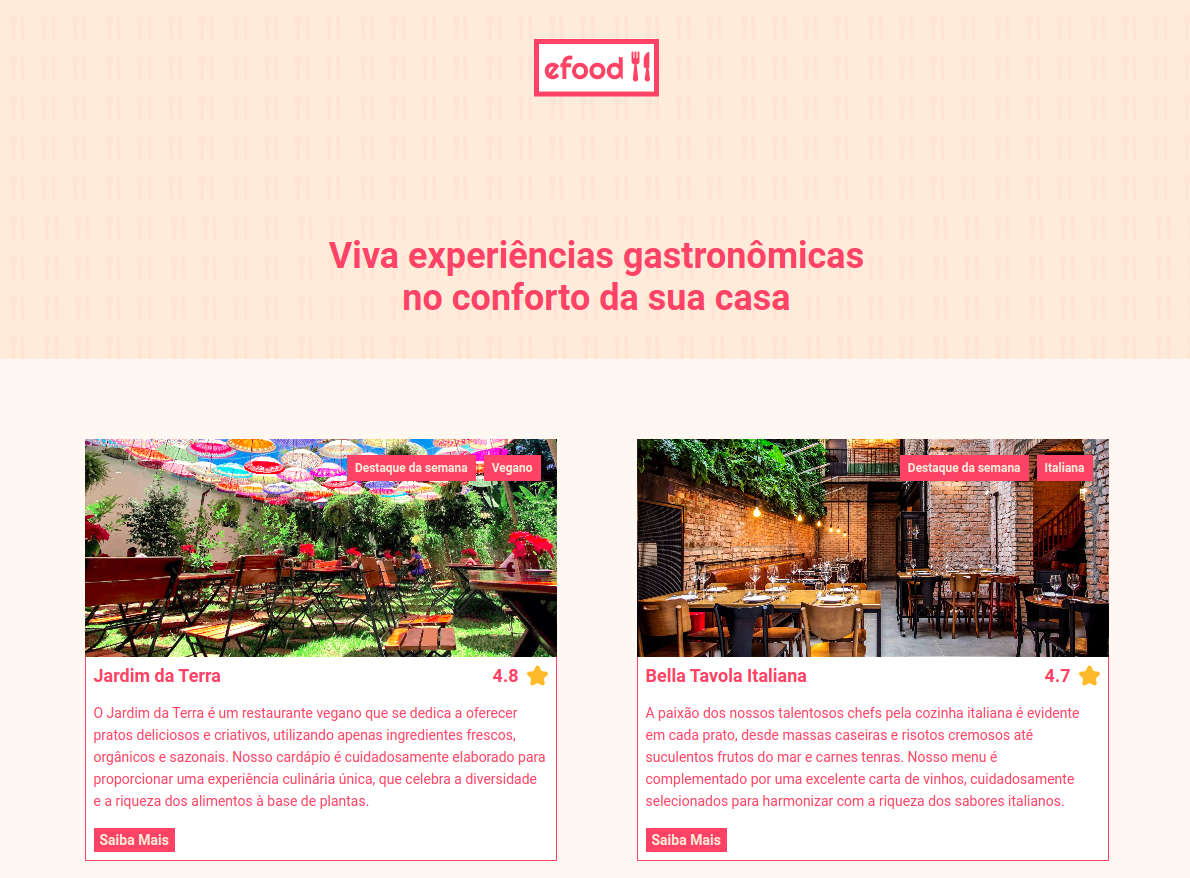 efood
Viva experiências gastronômicas
no conforto da sua casa
Destaque da semana
Vegano
Jardim da Terra
4.8
O Jardim da Terra é um restaurante vegano que se dedica a oferecer
pratos deliciosos e criativos, utilizando apenas ingredientes frescos,
orgânicos e sazonais. Nosso cardápio é cuidadosamente elaborado para
proporcionar uma experiência culinária única, que celebra a diversidade
e a riqueza dos alimentos à base de plantas.
Saiba Mais
Destaque da semana
Italiana
Bella Tavola Italiana
4.7
A paixão dos nossos talentosos chefs pela cozinha italiana é evidente
em cada prato, desde massas caseiras e risotos cremosos até
suculentos frutos do mar e carnes tenras. Nosso menu é
complementado por uma excelente carta de vinhos, cuidadosamente
selecionados para harmonizar com a riqueza dos sabores italianos.
Saiba Mais